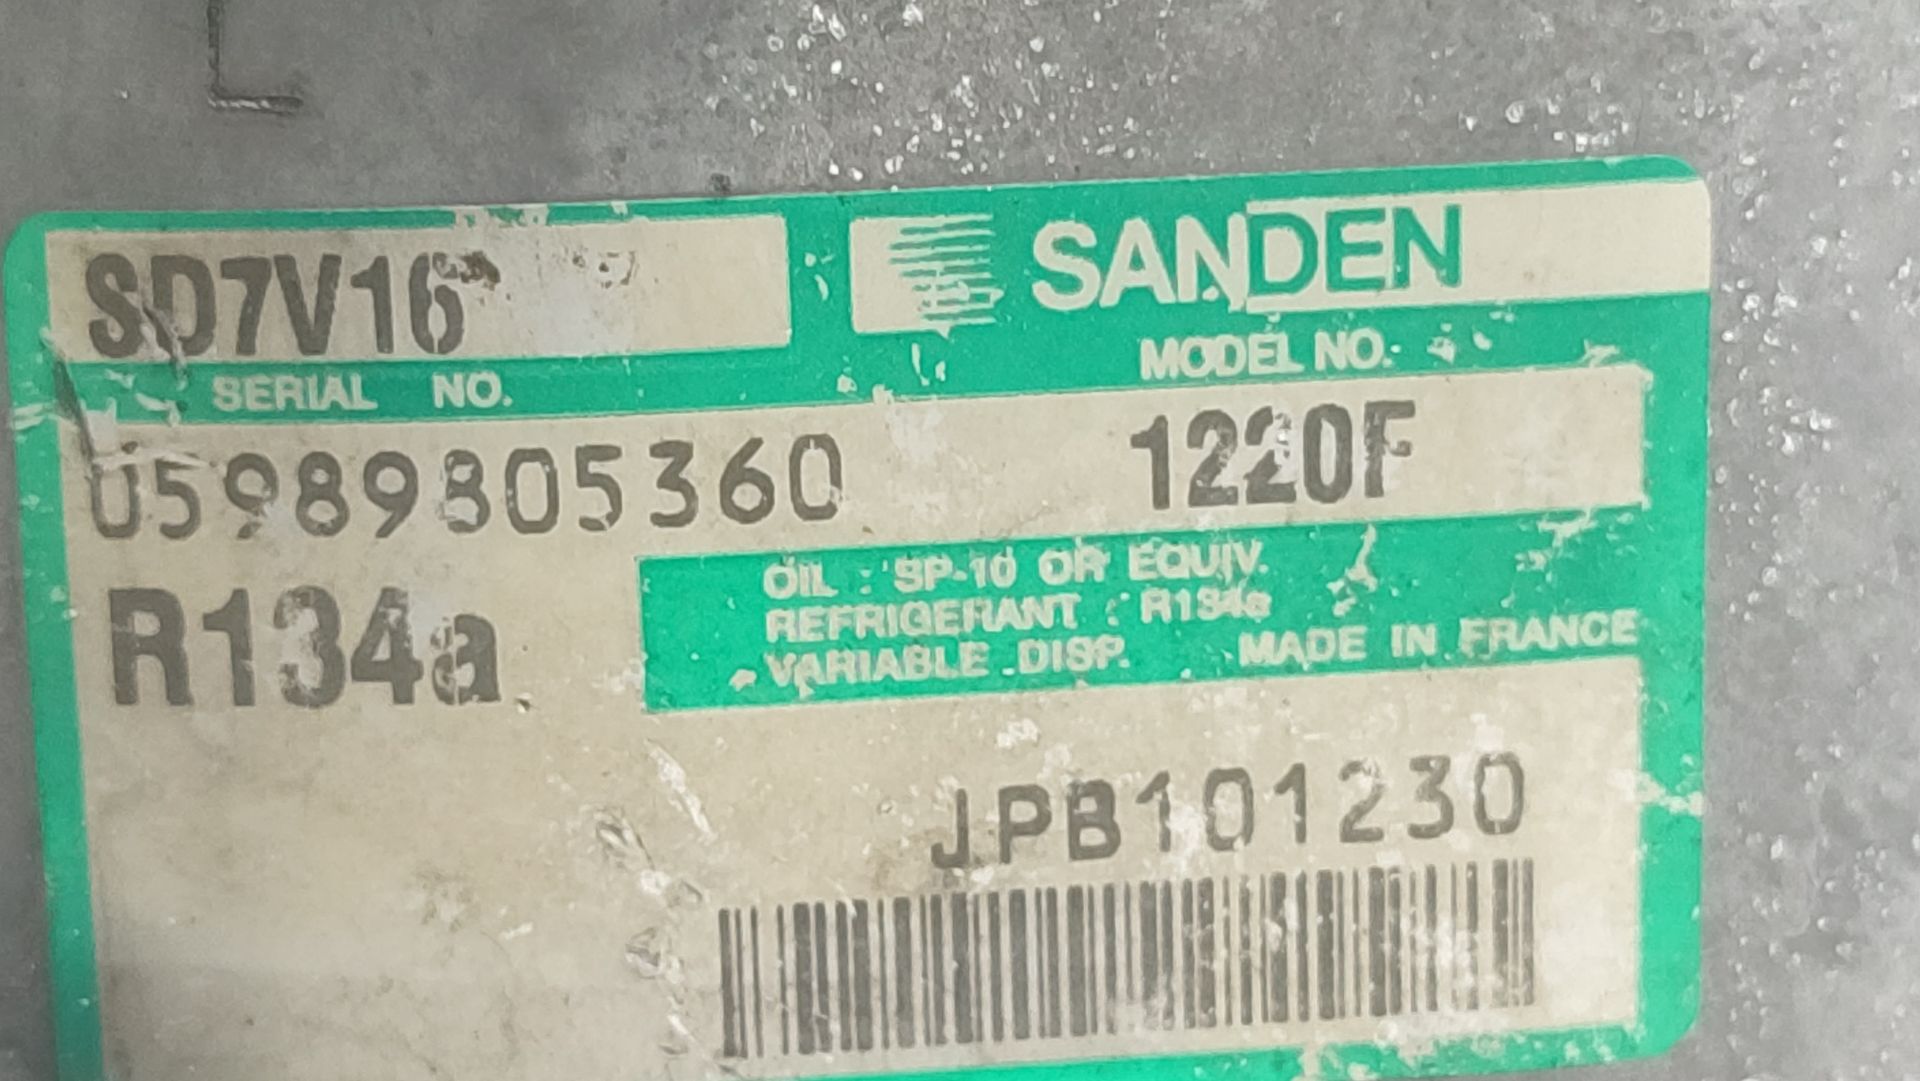 L
SD7V16
SANDEN
SERIAL NO.
MODEL NO.
05989805360
1220F
R134a
OIL : SP-10 OR EQUIV.
REFRIGERANT : R134a
VARIABLE DISP. MADE IN FRANCE
JPB101230